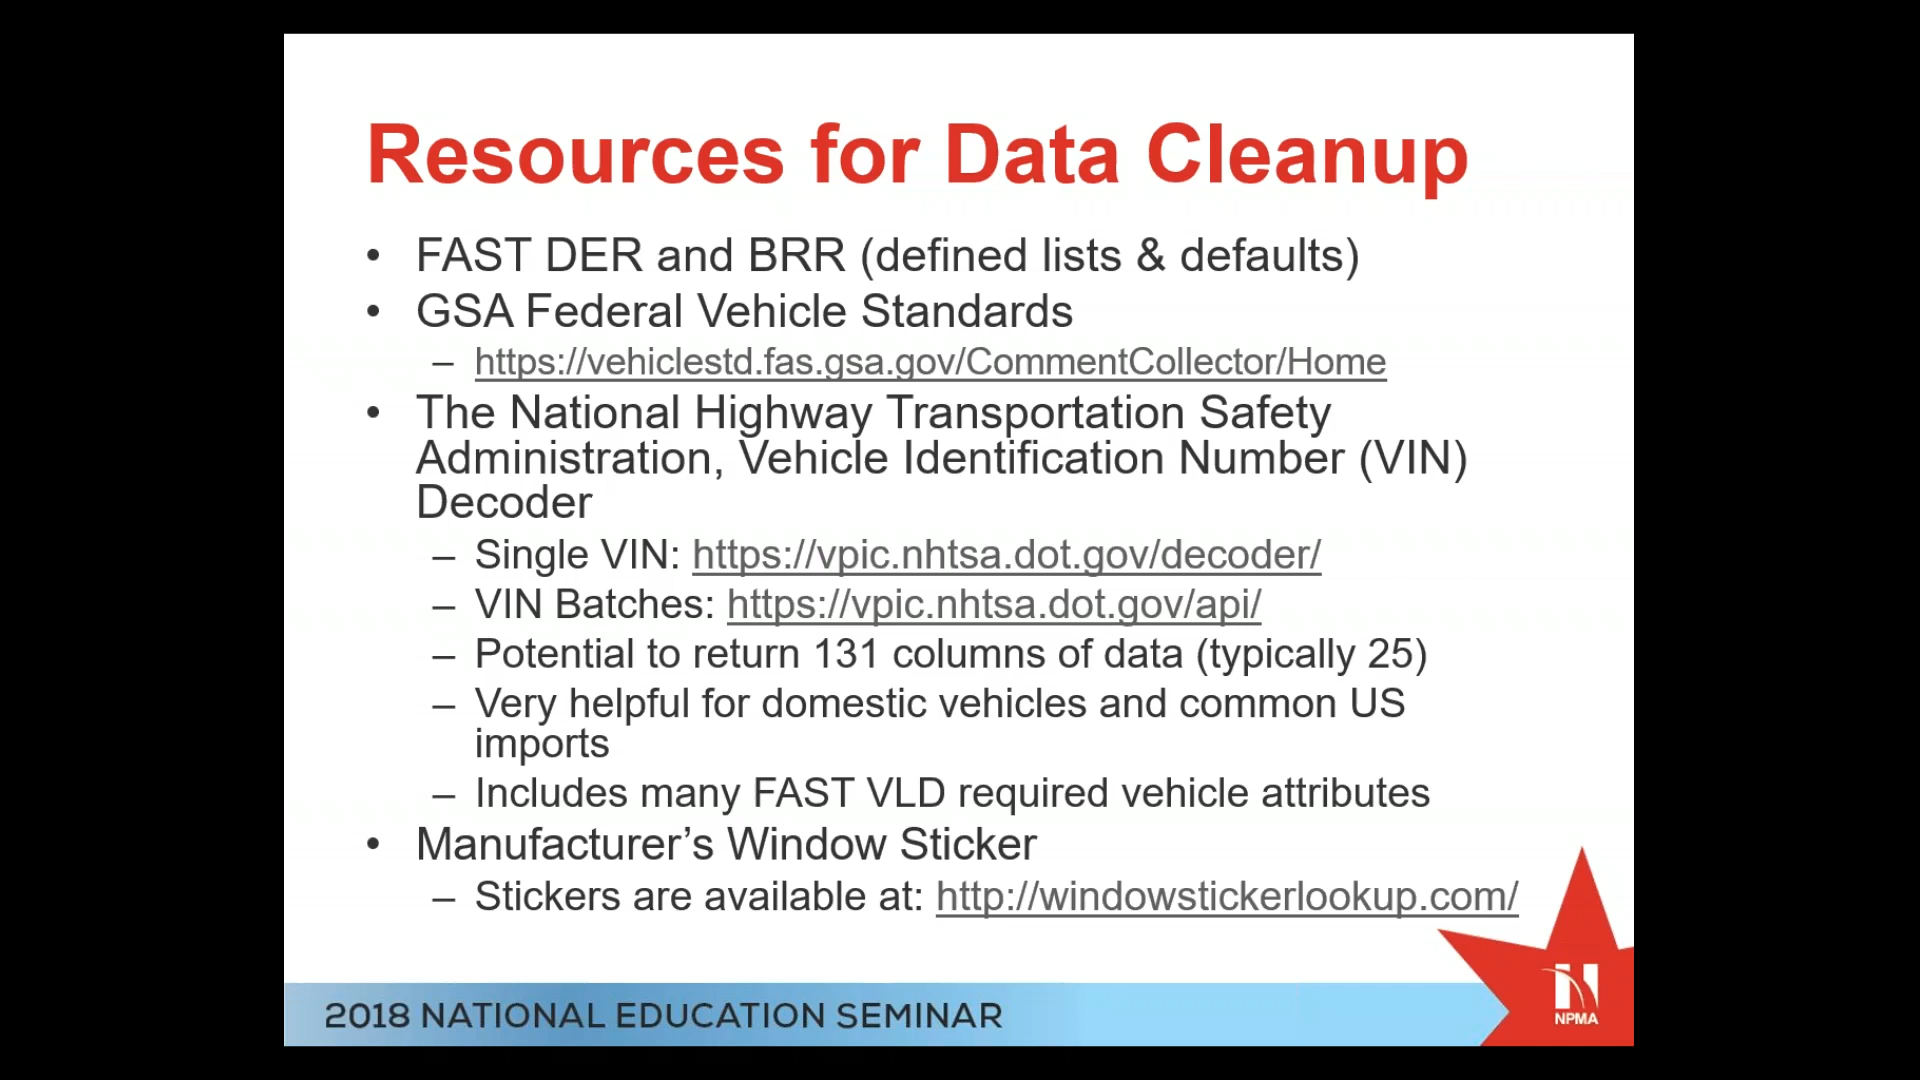 Resources for Data Cleanup
• FAST DER and BRR (defined lists & defaults)
• GSA Federal Vehicle Standards
– https://vehiclestd.fas.gsa.gov/CommentCollector/Home
• The National Highway Transportation Safety
Administration, Vehicle Identification Number (VIN)
Decoder
– Single VIN: https://vpic.nhtsa.dot.gov/decoder/
– VIN Batches: https://vpic.nhtsa.dot.gov/api/
– Potential to return 131 columns of data (typically 25)
– Very helpful for domestic vehicles and common US
imports
– Includes many FAST VLD required vehicle attributes
• Manufacturer’s Window Sticker
– Stickers are available at: http://windowstickerlookup.com/
2018 NATIONAL EDUCATION SEMINAR
NPMA